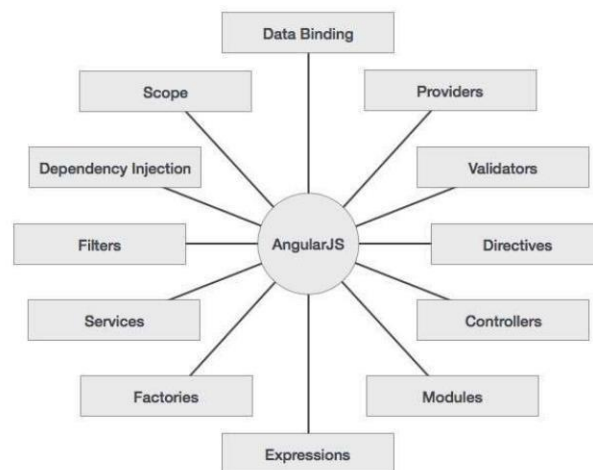 Data Binding
Scope
Providers
Dependency Injection
Validators
Filters
AngularJS
Directives
Services
Controllers
Factories
Modules
Expressions